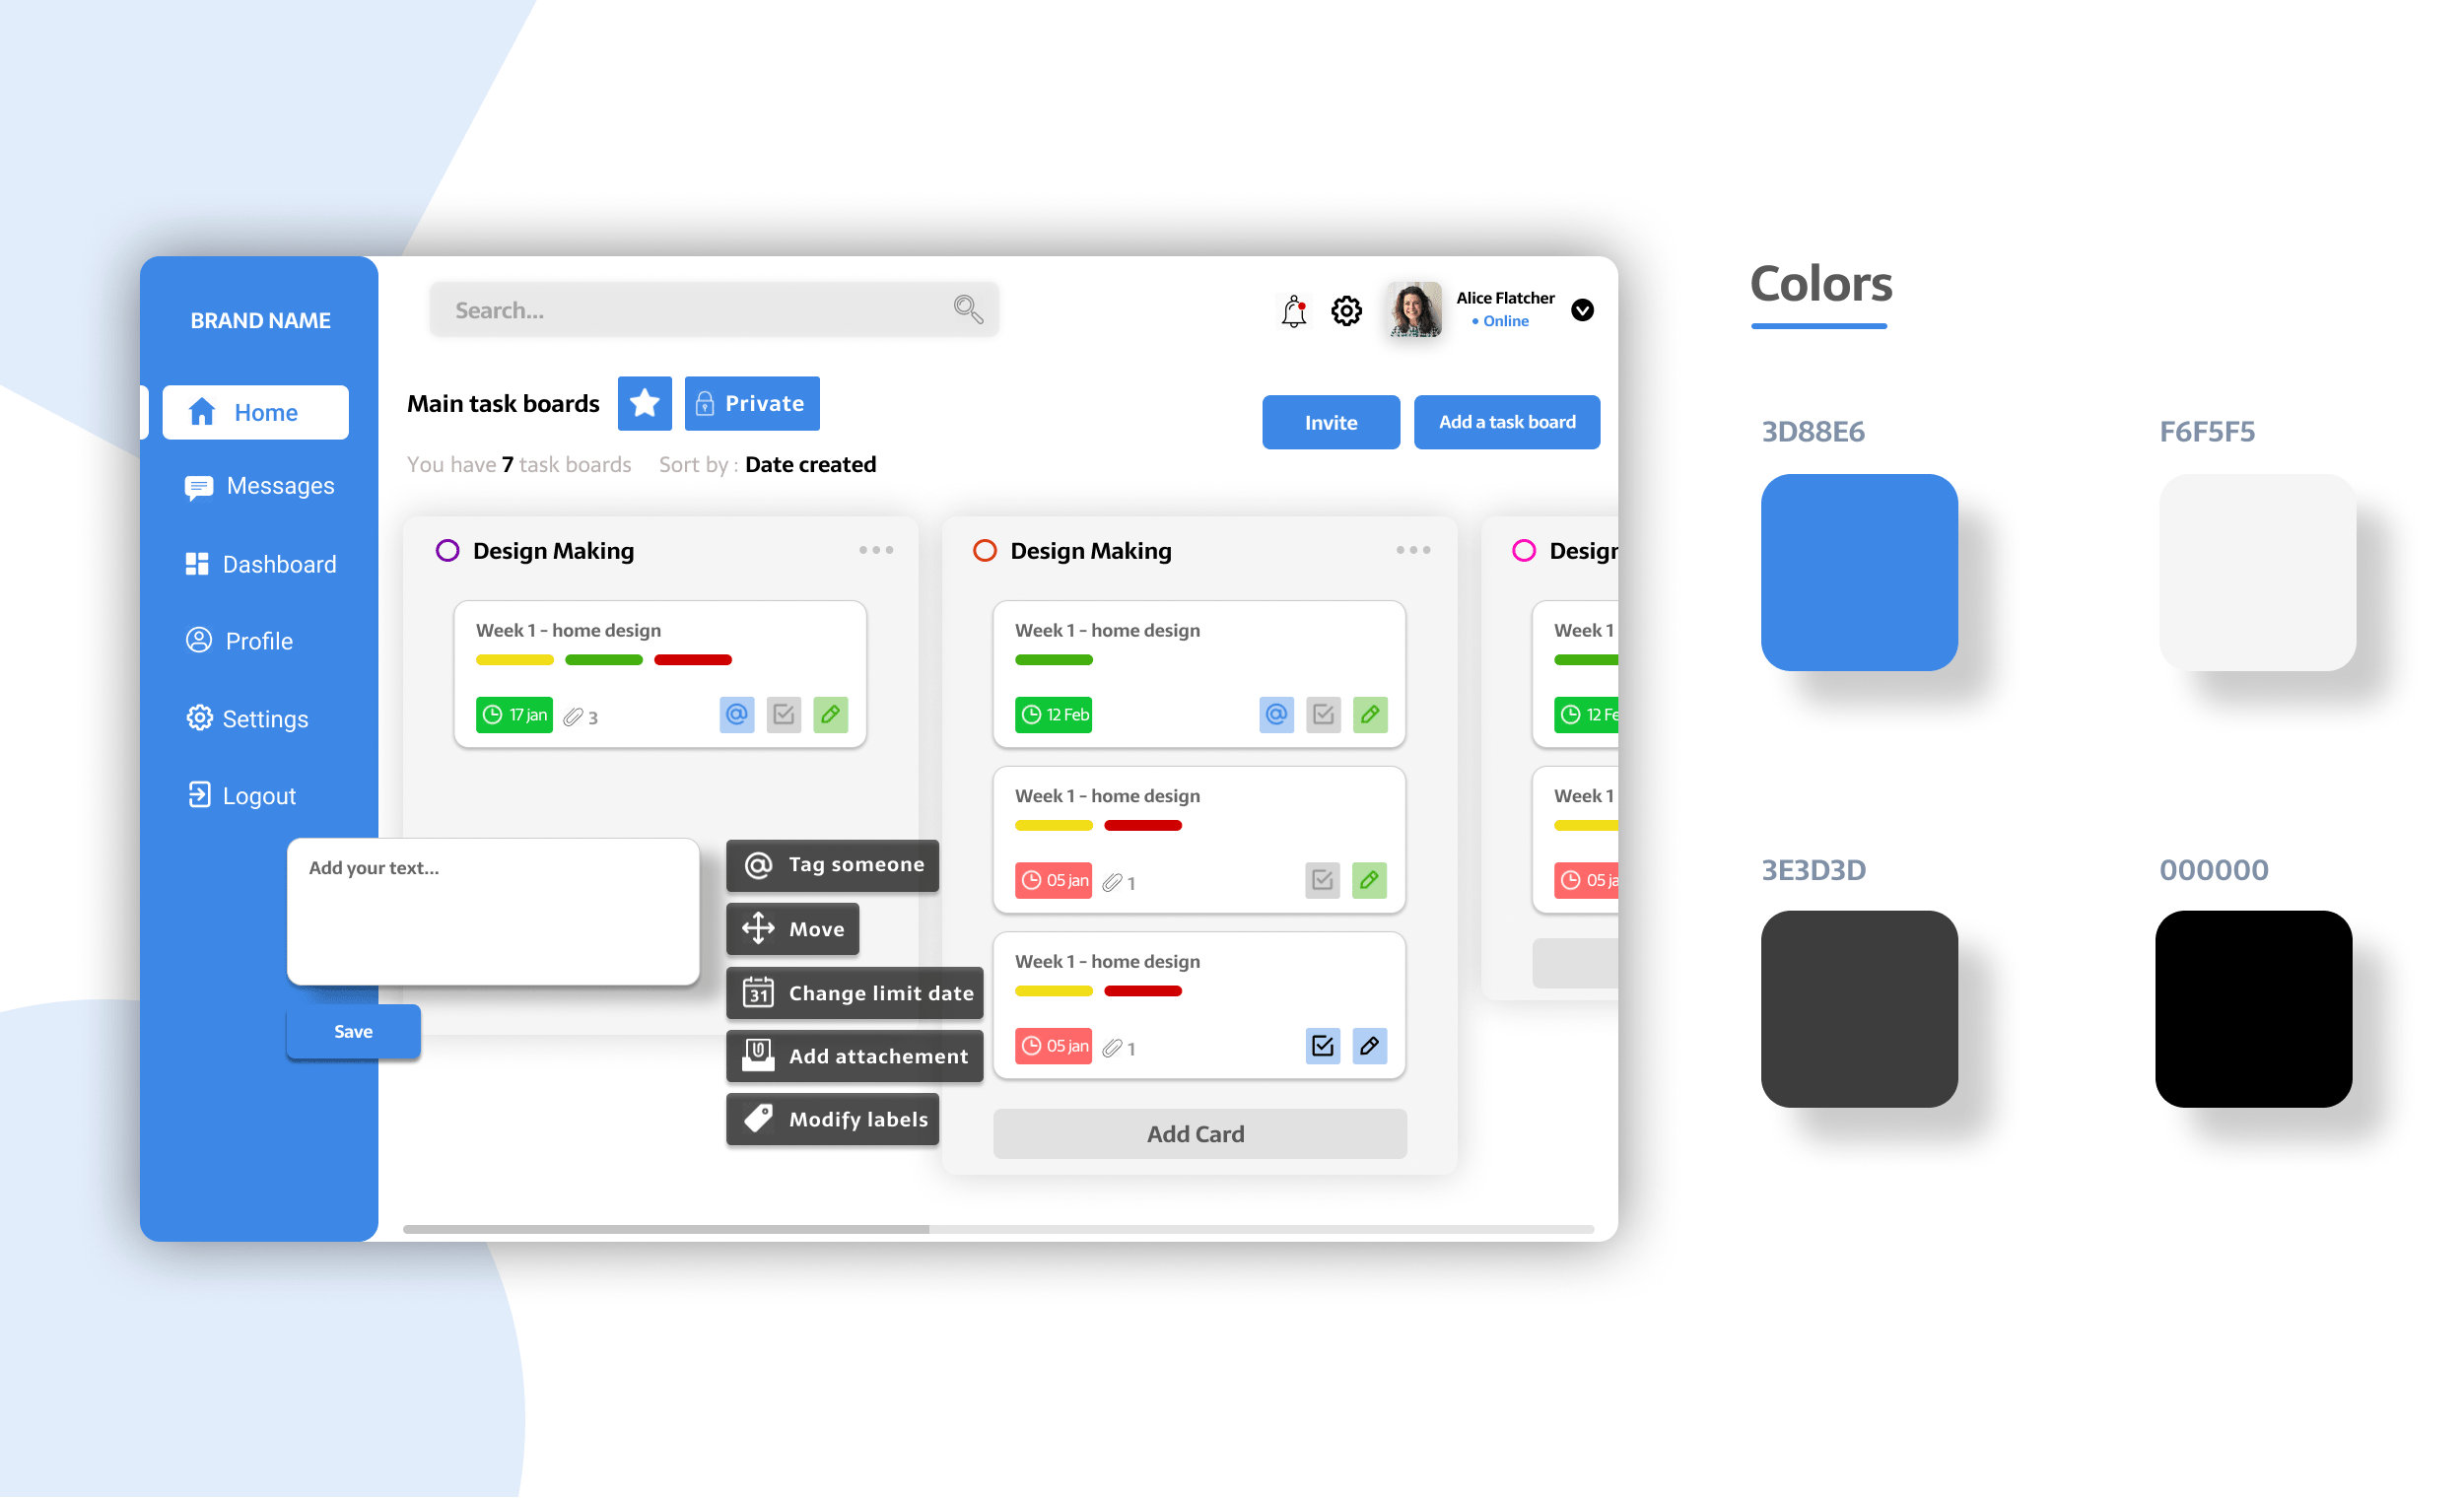 BRAND NAME
Home
Messages
Dashboard
Profile
Settings
Logout
Search...
Alice Flatcher
• Online
Main task boards
Private
Invite
Add a task board
You have 7 task boards
Sort by : Date created
Design Making
Week 1 - home design
17 jan
3
Design Making
Week 1 - home design
12 Feb
Week 1 - home design
05 jan
1
Week 1 - home design
05 jan
1
Add Card
Design
Week 1
12 Fe
Week 1
05 ja
Add your text...
Save
Tag someone
Move
31
Change limit date
Add attachement
Modify labels
Colors
3D88E6
F6F5F5
3E3D3D
000000